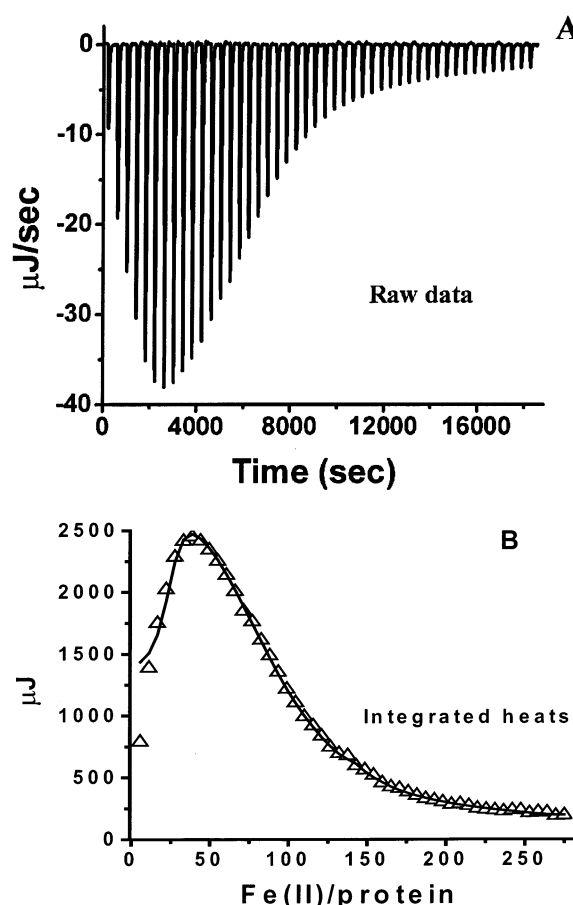 A
0
-10
-20
-30
-40
μJ/sec
Raw data
0 4000 8000 12000 16000
Time (sec)
B
2500
2000
1500
1000
500
0
μJ
Integrated heats
0 50 100 150 200 250
Fe(II)/protein